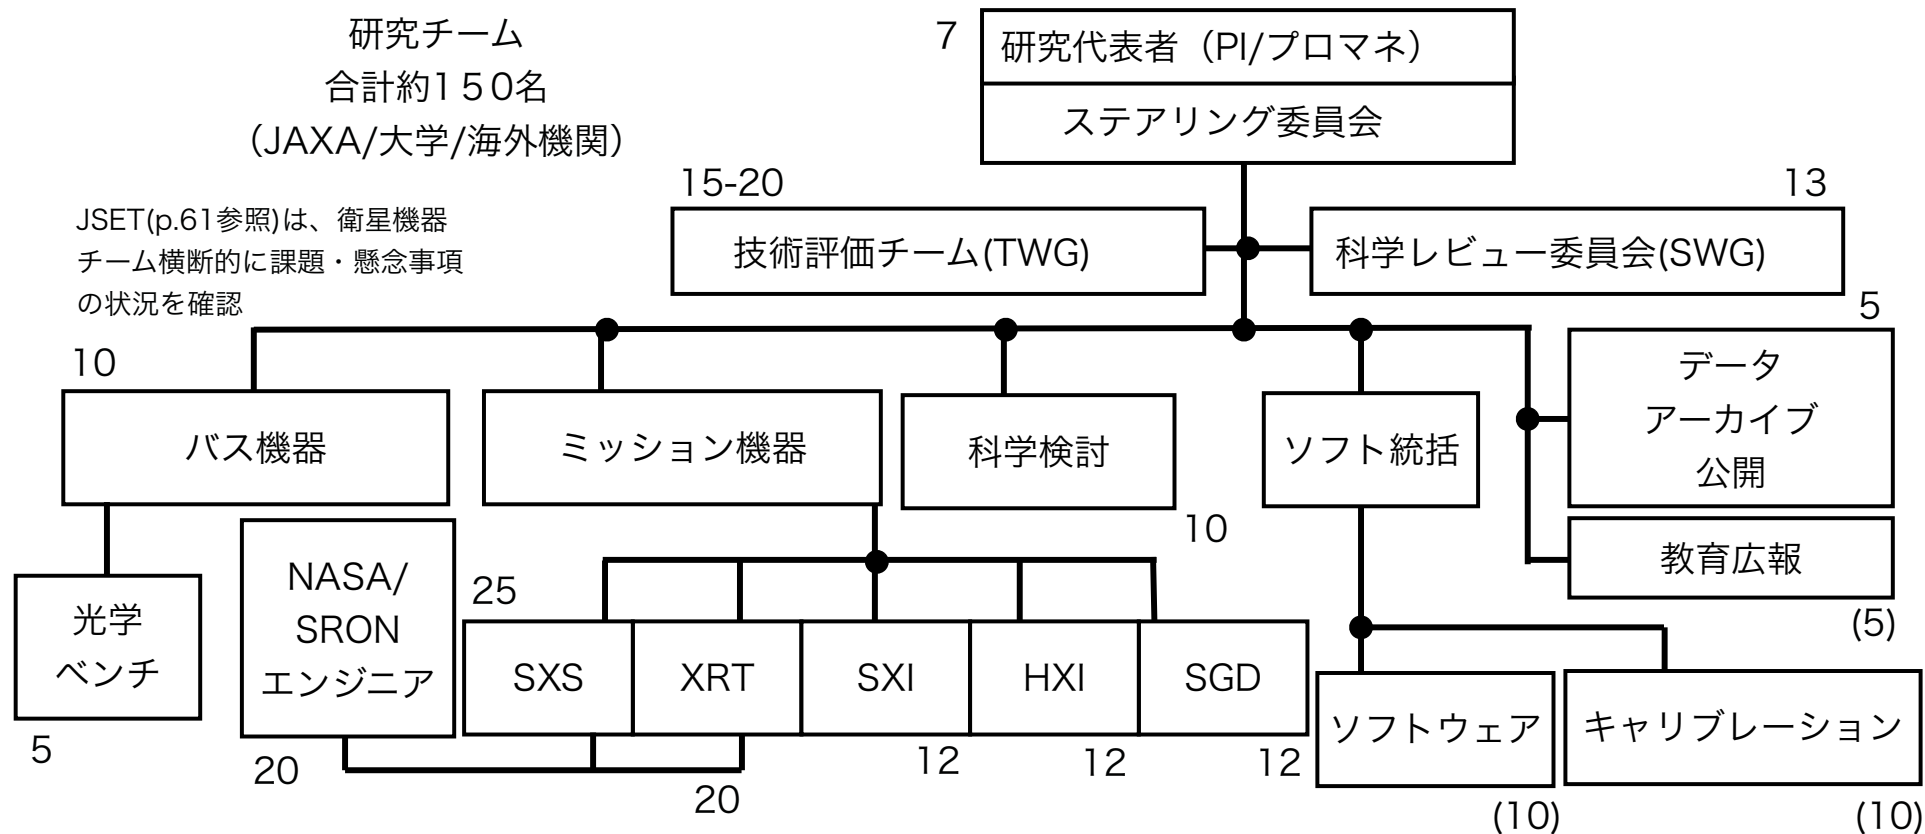 研究チーム
合計約150名
（JAXA/大学/海外機関）
7
研究代表者（PI/プロマネ）
ステアリング委員会
JSET(p.61参照)は、衛星機器
チーム横断的に課題・懸念事項
の状況を確認
15-20
技術評価チーム(TWG)
13
科学レビュー委員会(SWG)
10
バス機器
ミッション機器
科学検討
10
ソフト統括
5
データ
アーカイブ
公開
教育広報
(5)
光学
ベンチ
5
NASA/
SRON
エンジニア
20
25
SXS
XRT
SXI
HXI
SGD
20
12
12
12
ソフトウェア
(10)
キャリブレーション
(10)